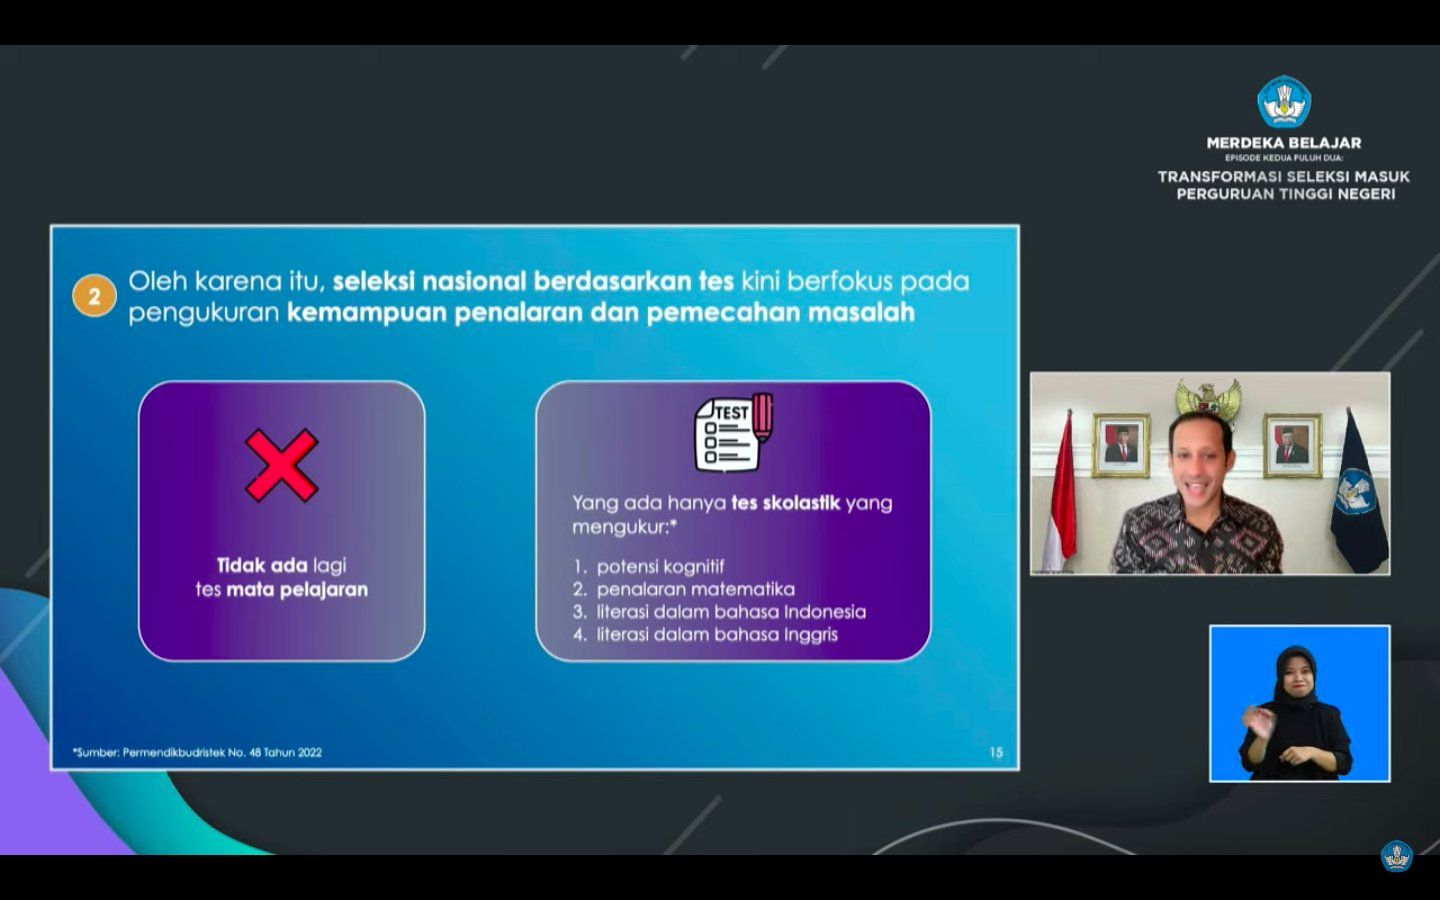 MERDEKA BELAJAR
EPISODE KEDUA PULUH DUA:
TRANSFORMASI SELEKSI MASUK
PERGURUAN TINGGI NEGERI
2
Oleh karena itu, seleksi nasional berdasarkan tes kini berfokus pada
pengukuran kemampuan penalaran dan pemecahan masalah
Tidak ada lagi
tes mata pelajaran
TEST
Yang ada hanya tes skolastik yang
mengukur:*
1. potensi kognitif
2. penalaran matematika
3. literasi dalam bahasa Indonesia
4. literasi dalam bahasa Inggris
*Sumber: Permendikbudristek No. 48 Tahun 2022
15